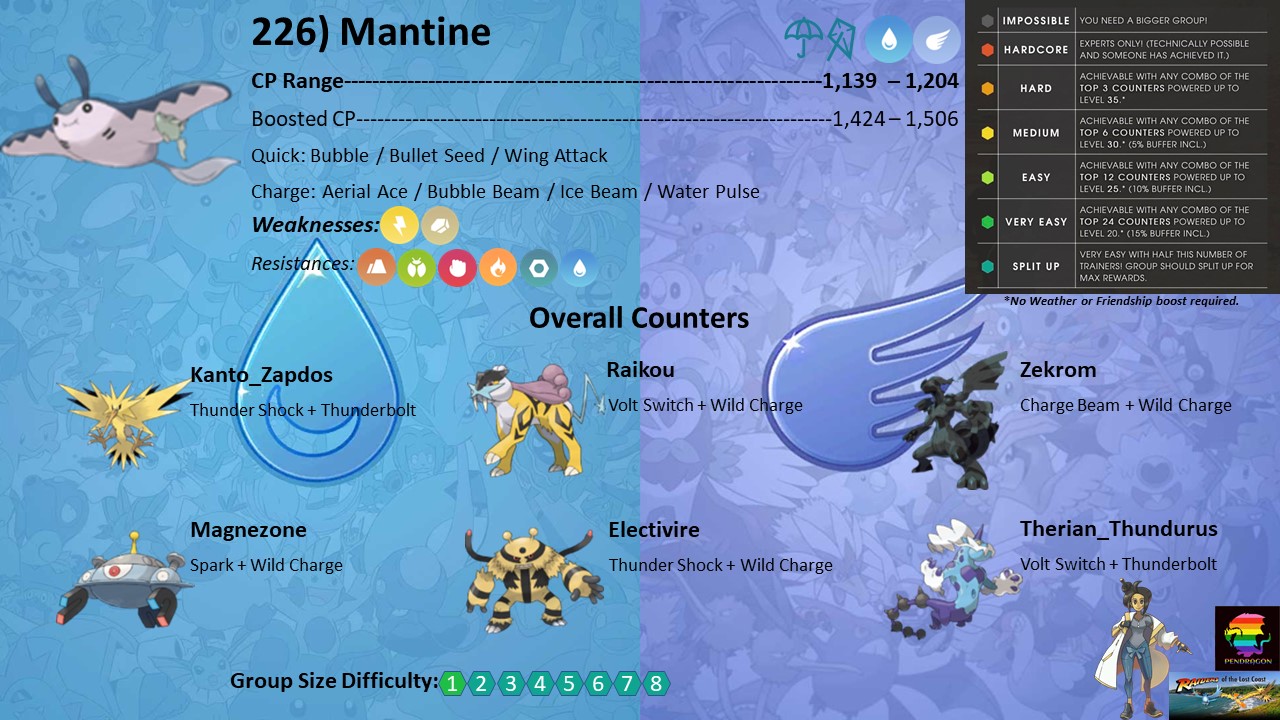 226) Mantine
CP Range--------------------------------------------------------------------1,139 – 1,204
Boosted CP--------------------------------------------------------------------1,424 – 1,506
Quick: Bubble / Bullet Seed / Wing Attack
Charge: Aerial Ace / Bubble Beam / Ice Beam / Water Pulse
Weaknesses:
Resistances:
IMPOSSIBLE YOU NEED A BIGGER GROUP!
HARDCORE EXPERTS ONLY! (TECHNICALLY POSSIBLE
AND SOMEONE HAS ACHIEVED IT.)
HARD ACHIEVABLE WITH ANY COMBO OF THE
TOP 3 COUNTERS POWERED UP TO
LEVEL 35.*
MEDIUM ACHIEVABLE WITH ANY COMBO OF THE
TOP 6 COUNTERS POWERED UP TO
LEVEL 30.* (5% BUFFER INCL.)
EASY ACHIEVABLE WITH ANY COMBO OF THE
TOP 12 COUNTERS POWERED UP TO
LEVEL 25.* (10% BUFFER INCL.)
VERY EASY ACHIEVABLE WITH ANY COMBO OF THE
TOP 24 COUNTERS POWERED UP TO
LEVEL 20.* (15% BUFFER INCL.)
SPLIT UP VERY EASY WITH HALF THIS NUMBER OF
TRAINERS! GROUP SHOULD SPLIT UP FOR
MAX REWARDS.
*No Weather or Friendship boost required.
Overall Counters
Kanto_Zapdos
Thunder Shock + Thunderbolt
Raikou
Volt Switch + Wild Charge
Zekrom
Charge Beam + Wild Charge
Magnezone
Spark + Wild Charge
Electivire
Thunder Shock + Wild Charge
Therian_Thundurus
Volt Switch + Thunderbolt
Group Size Difficulty: 1 2 3 4 5 6 7 8
PENDRAGON
RAIDERS of the Lost Coast